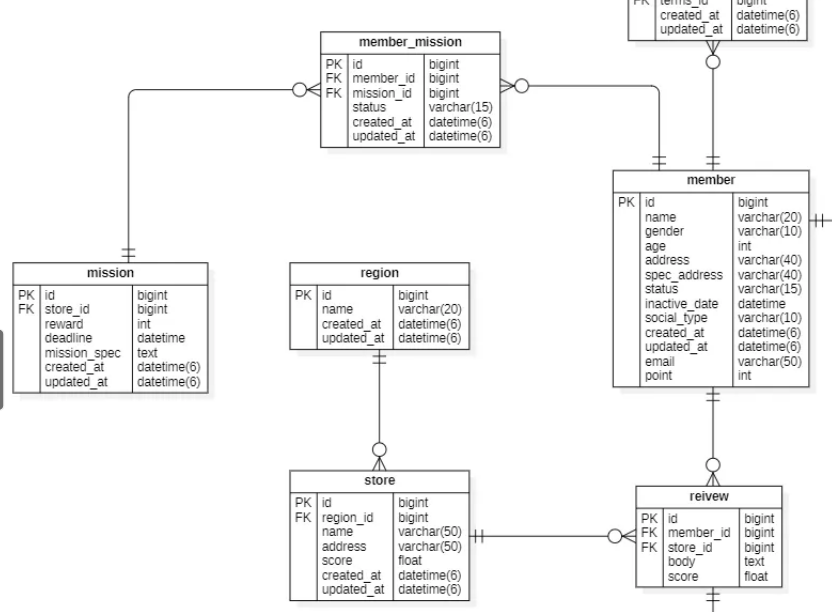 FK terms_id bigint
created_at datetime(6)
updated_at datetime(6)
member_mission
PK id bigint
FK member_id bigint
FK mission_id bigint
status varchar(15)
created_at datetime(6)
updated_at datetime(6)
member
PK id bigint
name varchar(20)
gender varchar(10)
age int
address varchar(40)
spec_address varchar(40)
status varchar(15)
inactive_date datetime
social_type varchar(10)
created_at datetime(6)
updated_at datetime(6)
email varchar(50)
point int
mission
PK id bigint
FK store_id bigint
reward int
deadline datetime
mission_spec text
created_at datetime(6)
updated_at datetime(6)
region
PK id bigint
name varchar(20)
created_at datetime(6)
updated_at datetime(6)
store
PK id bigint
FK region_id bigint
name varchar(50)
address varchar(50)
score float
created_at datetime(6)
updated_at datetime(6)
reivew
PK id bigint
FK member_id bigint
FK store_id bigint
body text
score float